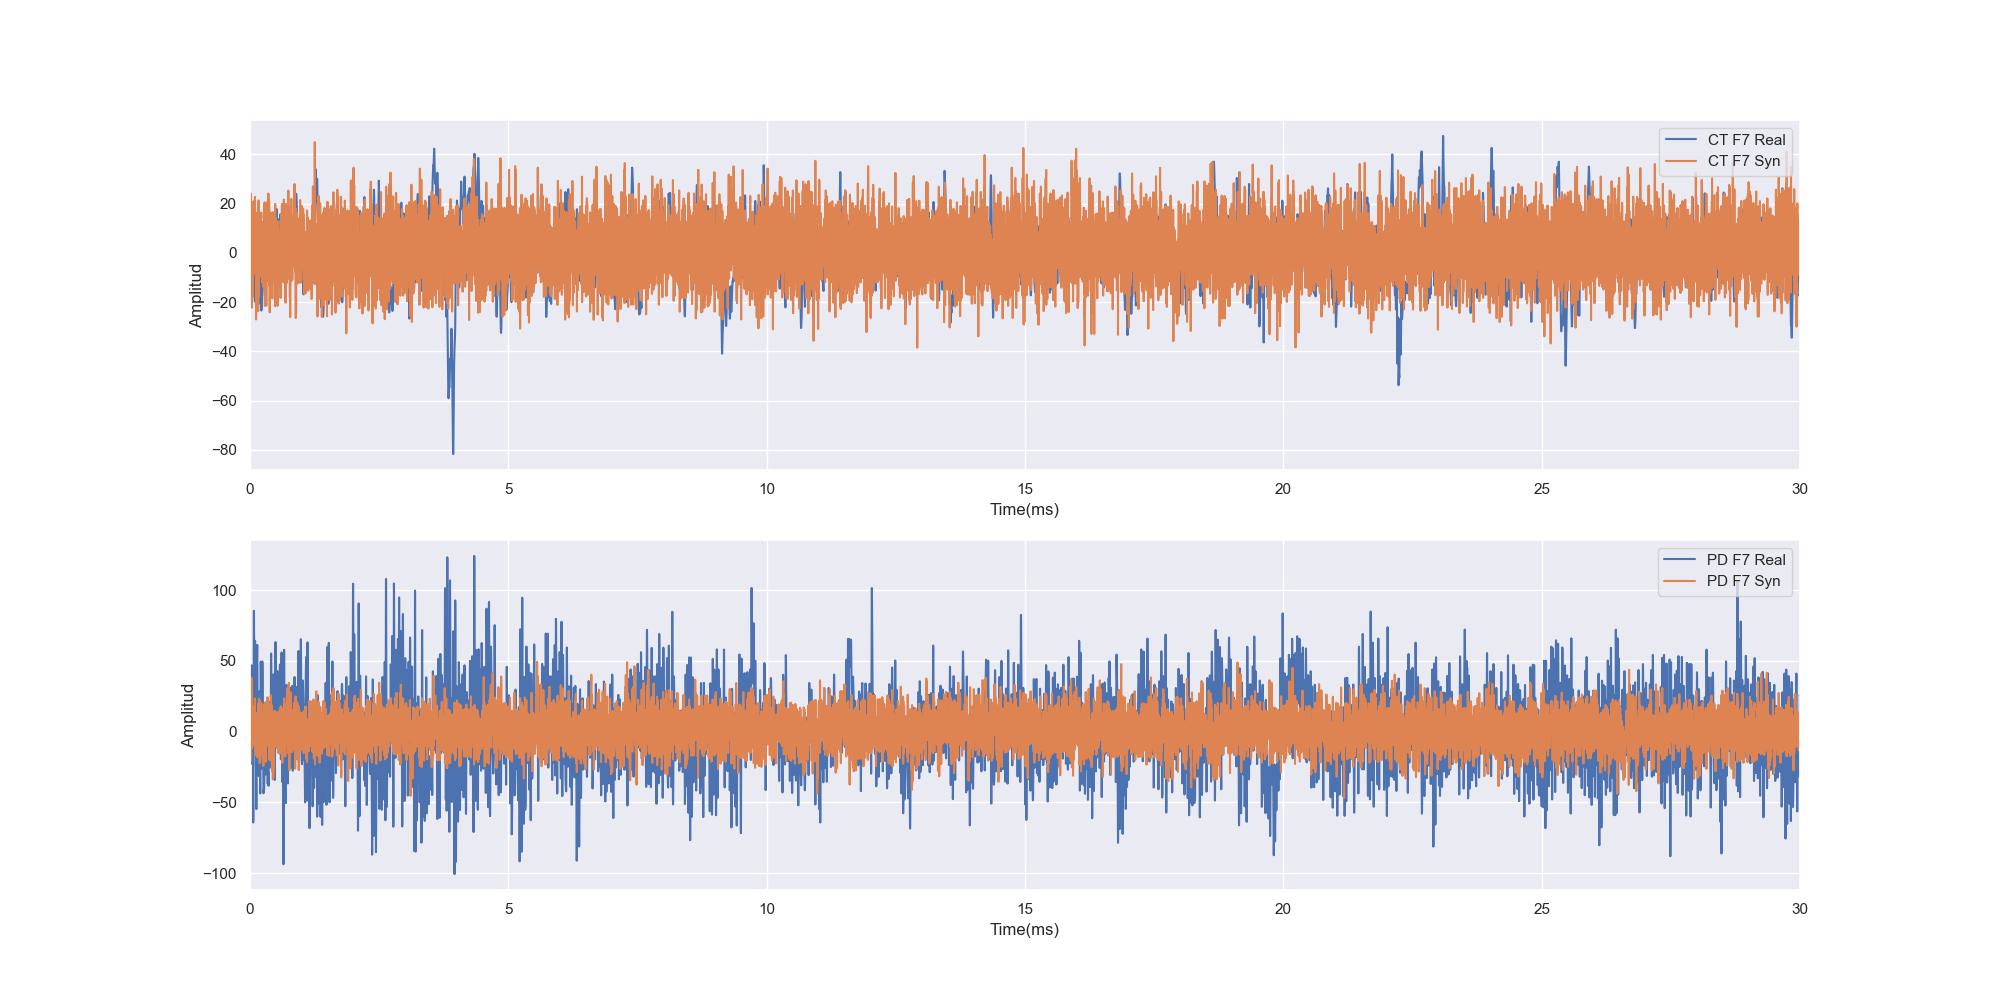 40
20
0
−20
−40
−60
−80
Amplitud
CT F7 Real
CT F7 Syn
0 5 10 15 20 25 30
Time(ms)
100
50
0
−50
−100
Amplitud
PD F7 Real
PD F7 Syn
0 5 10 15 20 25 30
Time(ms)